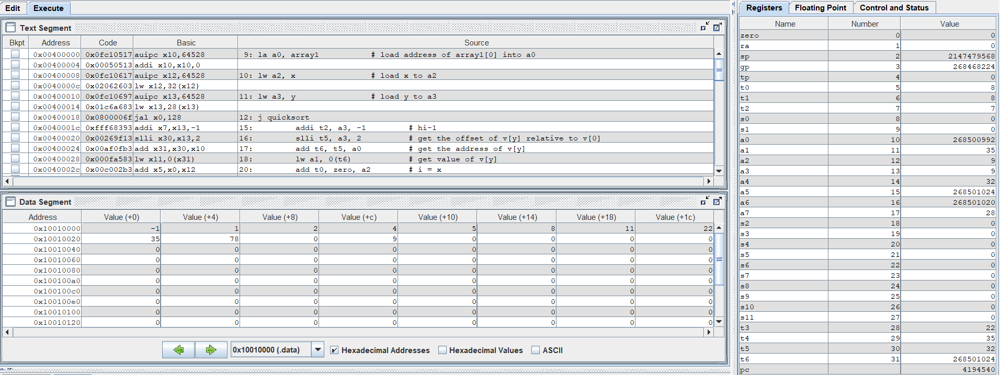 Edit Execute
Text Segment
Bkpt Address Code Basic Source
0x00400000 0x0fc10517 auipc x10,64528 9: la a0, array1 # load address of array1[0] into a0
0x00400004 0x00050513 addi x10,x10,0
0x00400008 0x0fc10617 auipc x12,64528 10: lw a2, x # load x to a2
0x0040000c 0x02062603 lw x12,32(x12)
0x00400010 0x0fc10697 auipc x13,64528 11: lw a3, y # load y to a3
0x00400014 0x01c6a683 lw x13,28(x13)
0x00400018 0x0800006f jal x0,128 12: j quicksort
0x0040001c 0xfff68393 addi x7,x13,-1 15: addi t2, a3, -1 # hi-1
0x00400020 0x00269f13 slli x30,x13,2 16: slli t5, a3, 2 # get the offset of v[y] relative to v[0]
0x00400024 0x00af0fb3 add x31,x30,x10 17: add t6, t5, a0 # get the address of v[y]
0x00400028 0x000fa583 lw x11,0(x31) 18: lw a1, 0(t6) # get value of v[y]
0x0040002c 0x00c002b3 add x5,x0,x12 20: add t0, zero, a2 # i = x
Data Segment
Address Value (+0) Value (+4) Value (+8) Value (+c) Value (+10) Value (+14) Value (+18) Value (+1c)
0x10010000 -1 1 2 4 5 8 11 22
0x10010020 35 78 0 9 0 0 0 0
0x10010040 0 0 0 0 0 0 0 0
0x10010060 0 0 0 0 0 0 0 0
0x10010080 0 0 0 0 0 0 0 0
0x100100a0 0 0 0 0 0 0 0 0
0x100100c0 0 0 0 0 0 0 0 0
0x100100e0 0 0 0 0 0 0 0 0
0x10010100 0 0 0 0 0 0 0 0
0x10010120 0 0 0 0 0 0 0 0
0x10010000 (.data) Hexadecimal Addresses Hexadecimal Values ASCII
Registers Floating Point Control and Status
Name Number Value
zero 0 0
ra 1 0
sp 2 2147479568
gp 3 268468224
tp 4 0
t0 5 8
t1 6 8
t2 7 7
s0 8 0
s1 9 0
a0 10 268500992
a1 11 35
a2 12 9
a3 13 9
a4 14 32
a5 15 268501024
a6 16 268501020
a7 17 28
s2 18 0
s3 19 0
s4 20 0
s5 21 0
s6 22 0
s7 23 0
s8 24 0
s9 25 0
s10 26 0
s11 27 0
t3 28 22
t4 29 35
t5 30 32
t6 31 268501024
pc 4194540